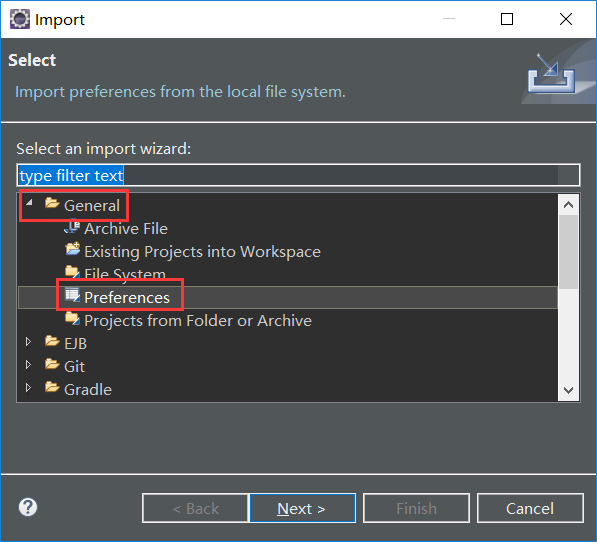 Import
Select
Import preferences from the local file system.
Select an import wizard:
type filter text
General
Archive File
Existing Projects into Workspace
File System
Preferences
Projects from Folder or Archive
EJB
Git
Gradle
? < Back Next > Finish Cancel